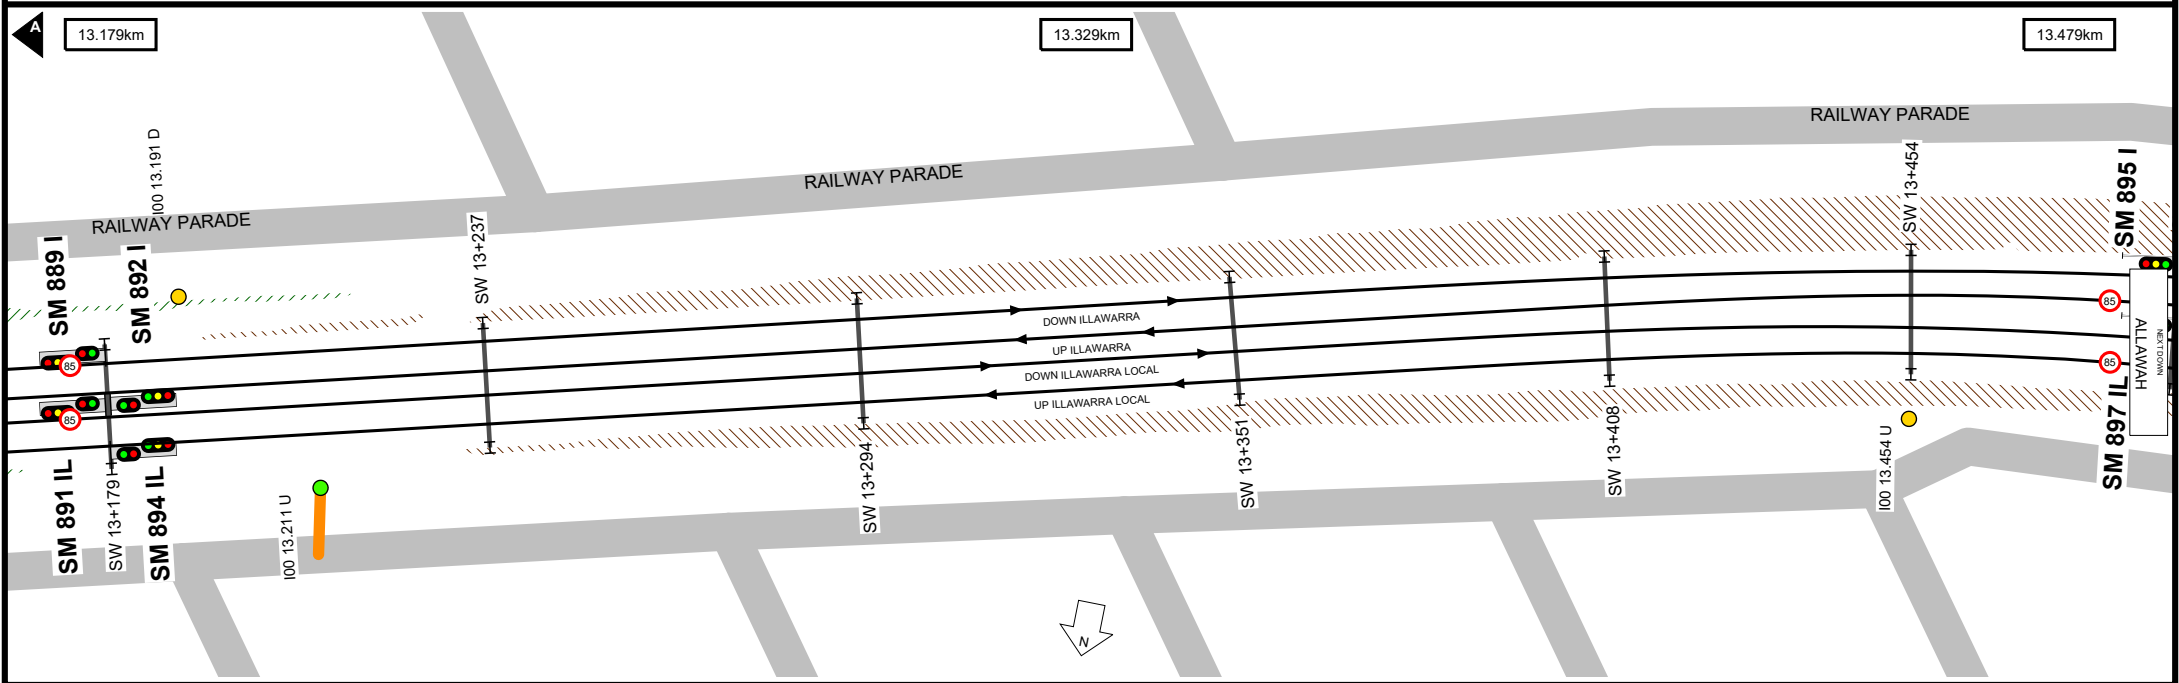 A
13.179km
13.329km
13.479km
RAILWAY PARADE
RAILWAY PARADE
RAILWAY PARADE
I00 13.191 D
SM 889 I
SM 892 I
SW 13+237
SW 13+454
SM 895 I
85
85
85
85
DOWN ILLAWARRA
UP ILLAWARRA
DOWN ILLAWARRA LOCAL
UP ILLAWARRA LOCAL
ALLAWAH
NEXT DOWN
SM 891 IL
SW 13+179
SM 894 IL
I00 13.211 U
SW 13+294
SW 13+351
SW 13+408
I00 13.454 U
SM 897 IL
N